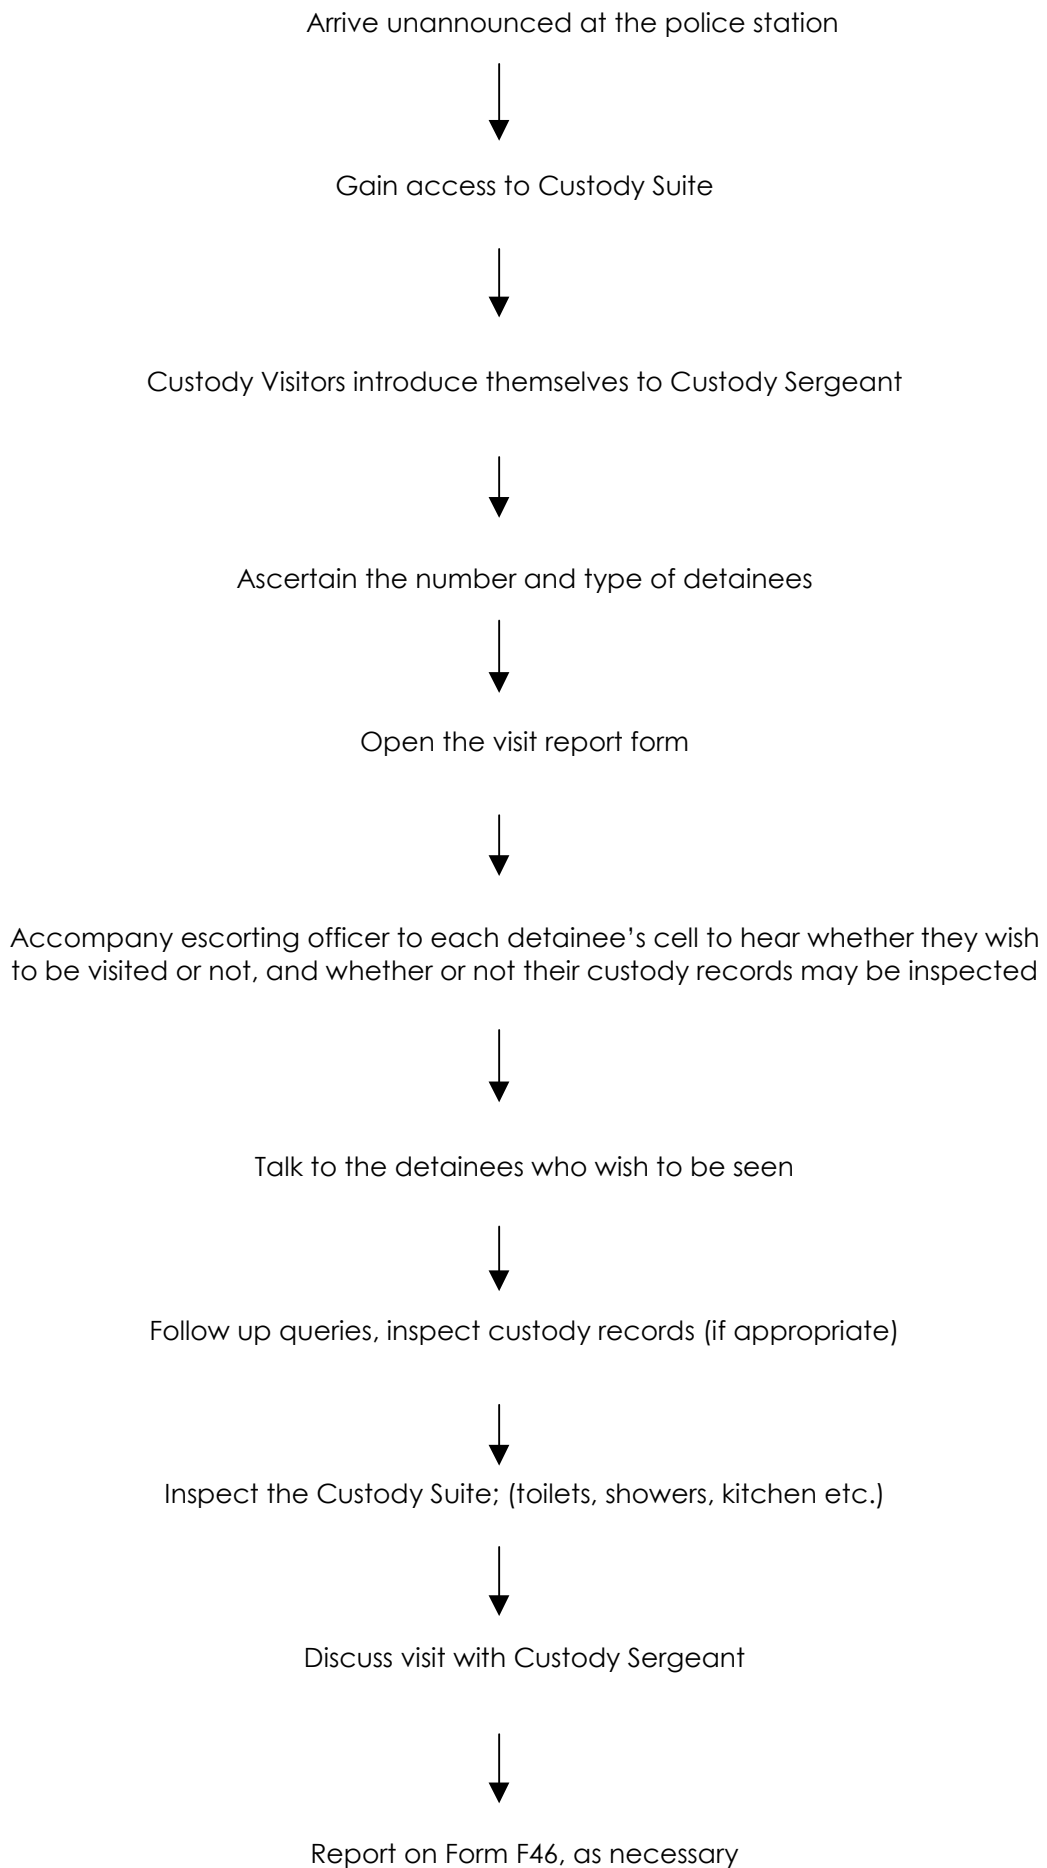 Arrive unannounced at the police station
Gain access to Custody Suite
Custody Visitors introduce themselves to Custody Sergeant
Ascertain the number and type of detainees
Open the visit report form
Accompany escorting officer to each detainee’s cell to hear whether they wish
to be visited or not, and whether or not their custody records may be inspected
Talk to the detainees who wish to be seen
Follow up queries, inspect custody records (if appropriate)
Inspect the Custody Suite; (toilets, showers, kitchen etc.)
Discuss visit with Custody Sergeant
Report on Form F46, as necessary